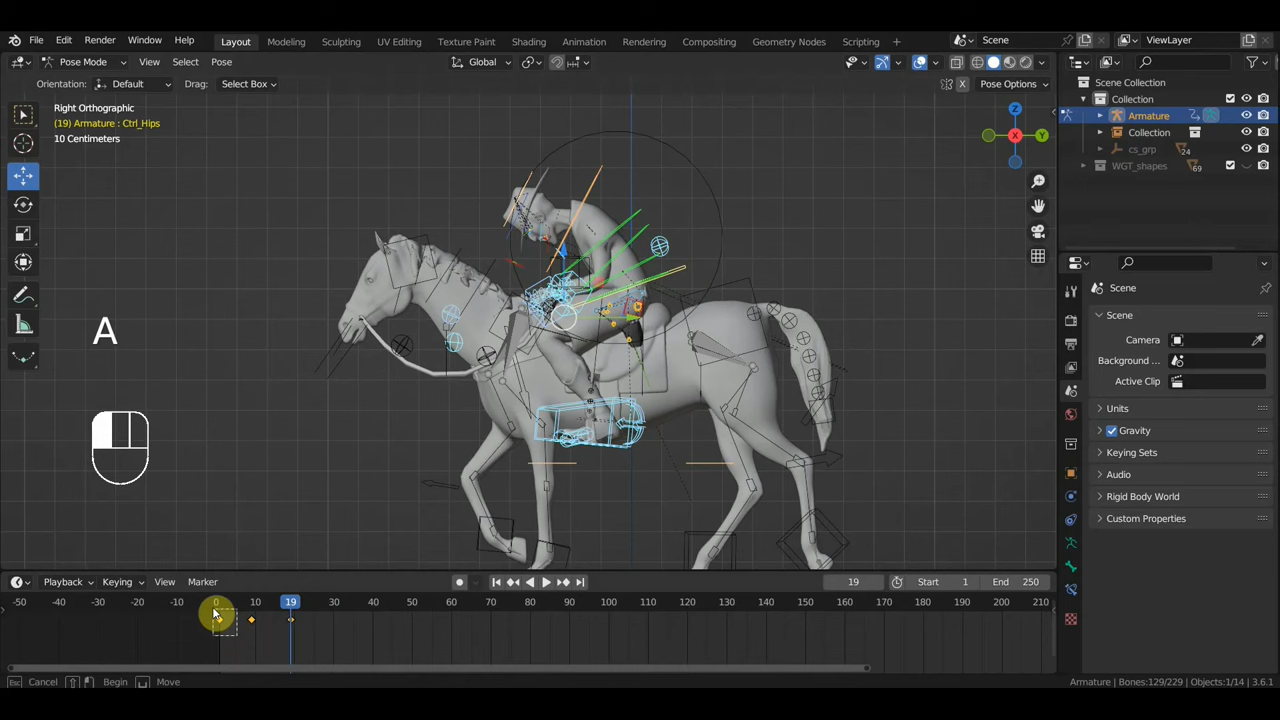 File Edit Render Window Help Layout Modeling Sculpting UV Editing Texture Paint Shading Animation Rendering Compositing Geometry Nodes Scripting + Scene ViewLayer
Pose Mode View Select Pose Global
Orientation: Default Drag: Select Box X Pose Options
Right Orthographic
(19) Armature : Ctrl_Hips
10 Centimeters
Z
Y
X
A
Scene Collection
Collection
Armature
Collection
cs_grp 24
WGT_shapes 69
Scene
Scene
Camera
Background ...
Active Clip
Units
Gravity
Keying Sets
Audio
Rigid Body World
Custom Properties
Playback Keying View Marker 19 Start 1 End 250
-50 -40 -30 -20 -10 0 10 19 30 40 50 60 70 80 90 100 110 120 130 140 150 160 170 180 190 200 210
Esc Cancel Begin Move Armature | Bones:129/229 | Objects:1/14 | 3.6.1